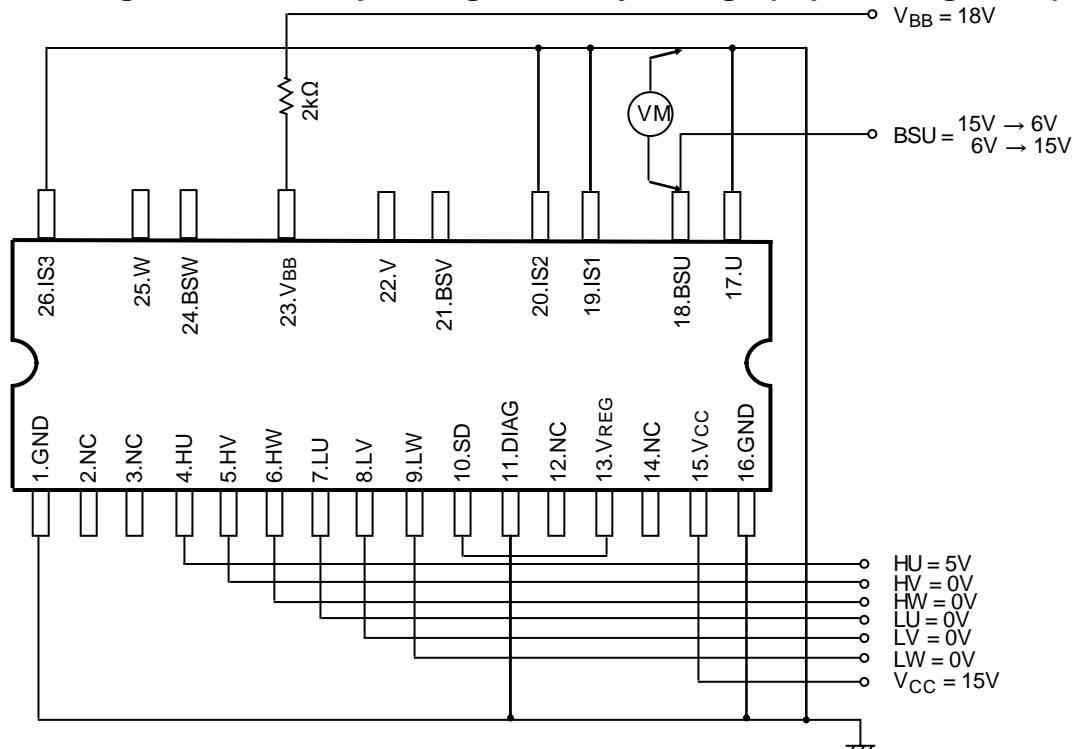 V_BB = 18V
2kΩ
VM
BSU = 15V → 6V
6V → 15V
26.IS3
25.W
24.BSW
23.VBB
22.V
21.BSV
20.IS2
19.IS1
18.BSU
17.U
1.GND
2.NC
3.NC
4.HU
5.HV
6.HW
7.LU
8.LV
9.LW
10.SD
11.DIAG
12.NC
13.VREG
14.NC
15.VCC
16.GND
HU = 5V
HV = 0V
HW = 0V
LU = 0V
LV = 0V
LW = 0V
V_CC = 15V